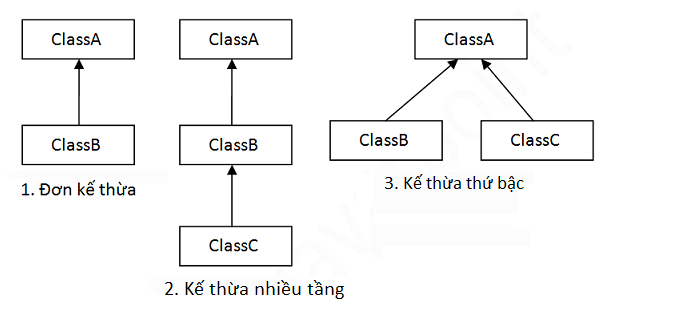 ClassA
ClassB
1. Đơn kế thừa
ClassA
ClassB
ClassC
2. Kế thừa nhiều tầng
ClassA
ClassB
ClassC
3. Kế thừa thứ bậc